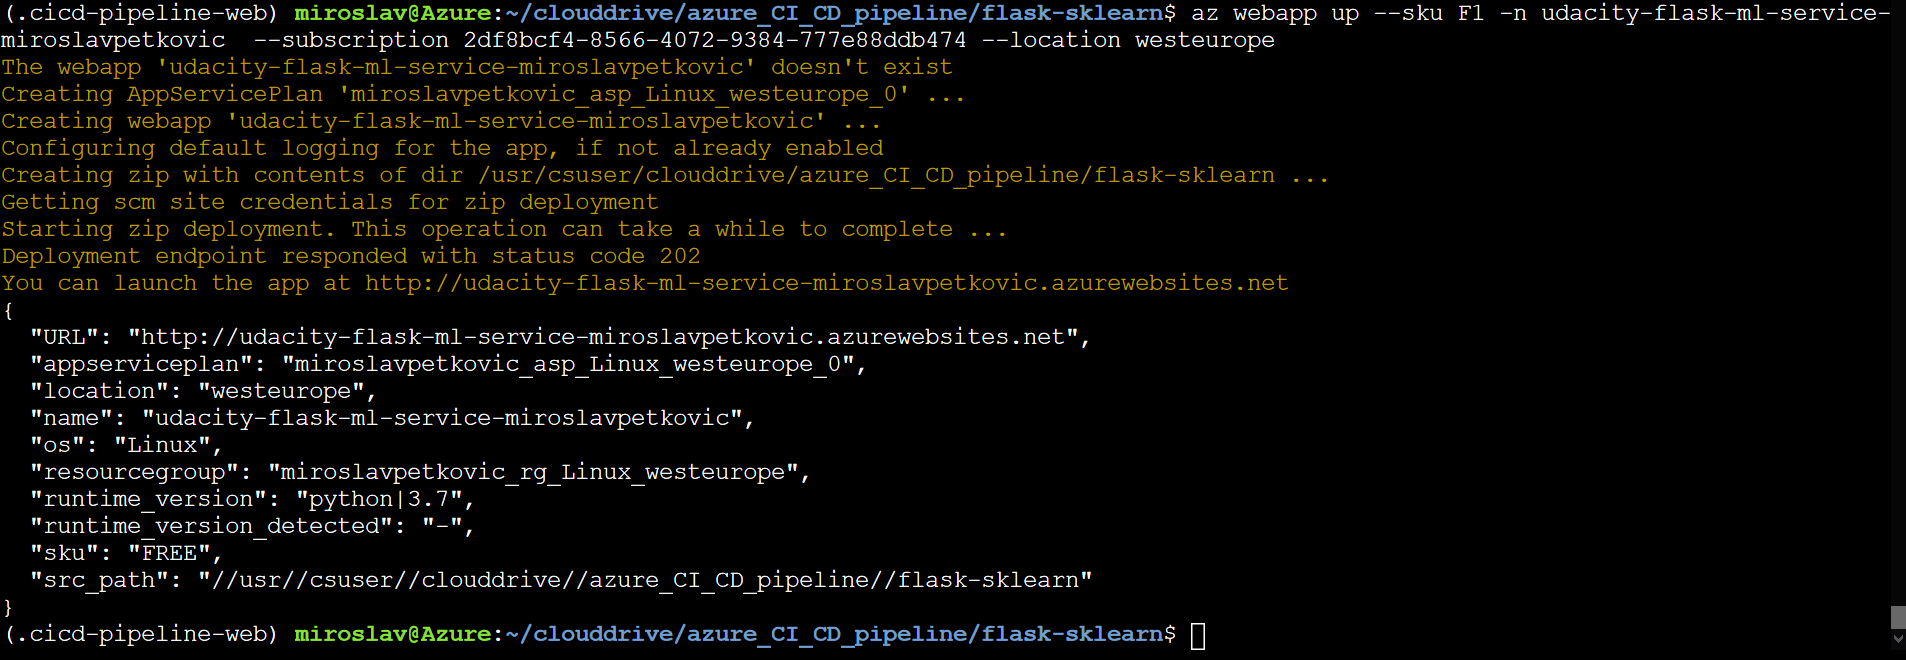 (.cicd-pipeline-web) miroslav@Azure:~/clouddrive/azure_CI_CD_pipeline/flask-sklearn$ az webapp up --sku F1 -n udacity-flask-ml-service-
miroslavpetkovic  --subscription 2df8bcf4-8566-4072-9384-777e88ddb474 --location westeurope
The webapp 'udacity-flask-ml-service-miroslavpetkovic' doesn't exist
Creating AppServicePlan 'miroslavpetkovic_asp_Linux_westeurope_0' ...
Creating webapp 'udacity-flask-ml-service-miroslavpetkovic' ...
Configuring default logging for the app, if not already enabled
Creating zip with contents of dir /usr/csuser/clouddrive/azure_CI_CD_pipeline/flask-sklearn ...
Getting scm site credentials for zip deployment
Starting zip deployment. This operation can take a while to complete ...
Deployment endpoint responded with status code 202
You can launch the app at http://udacity-flask-ml-service-miroslavpetkovic.azurewebsites.net
{
  "URL": "http://udacity-flask-ml-service-miroslavpetkovic.azurewebsites.net",
  "appserviceplan": "miroslavpetkovic_asp_Linux_westeurope_0",
  "location": "westeurope",
  "name": "udacity-flask-ml-service-miroslavpetkovic",
  "os": "Linux",
  "resourcegroup": "miroslavpetkovic_rg_Linux_westeurope",
  "runtime_version": "python|3.7",
  "runtime_version_detected": "-",
  "sku": "FREE",
  "src_path": "//usr//csuser//clouddrive//azure_CI_CD_pipeline//flask-sklearn"
}
(.cicd-pipeline-web) miroslav@Azure:~/clouddrive/azure_CI_CD_pipeline/flask-sklearn$